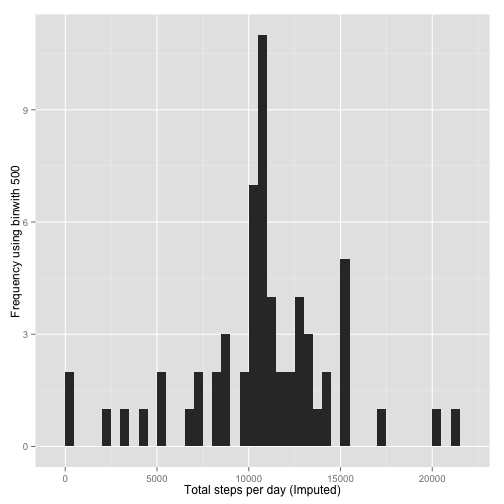 Frequency using binwith 500
9
6
3
0
0 5000 10000 15000 20000
Total steps per day (Imputed)